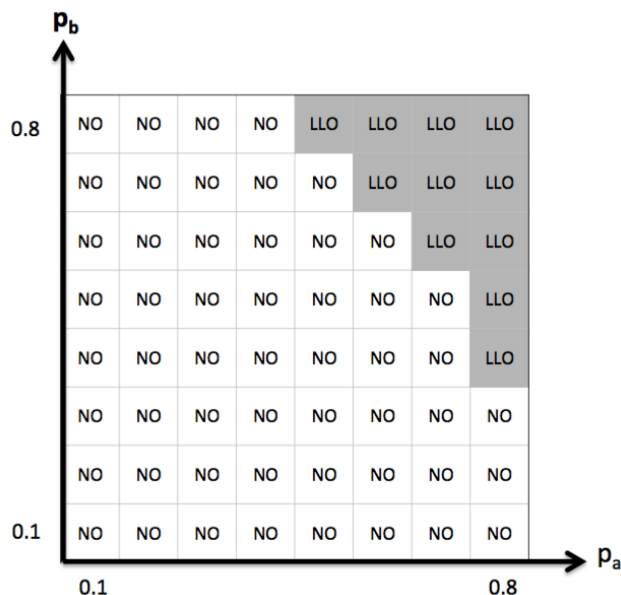 p_b
0.8 NO NO NO NO LLO LLO LLO LLO
NO NO NO NO NO LLO LLO LLO
NO NO NO NO NO NO LLO LLO
NO NO NO NO NO NO NO LLO
NO NO NO NO NO NO NO LLO
NO NO NO NO NO NO NO NO
NO NO NO NO NO NO NO NO
0.1 NO NO NO NO NO NO NO NO
p_a
0.1 0.8